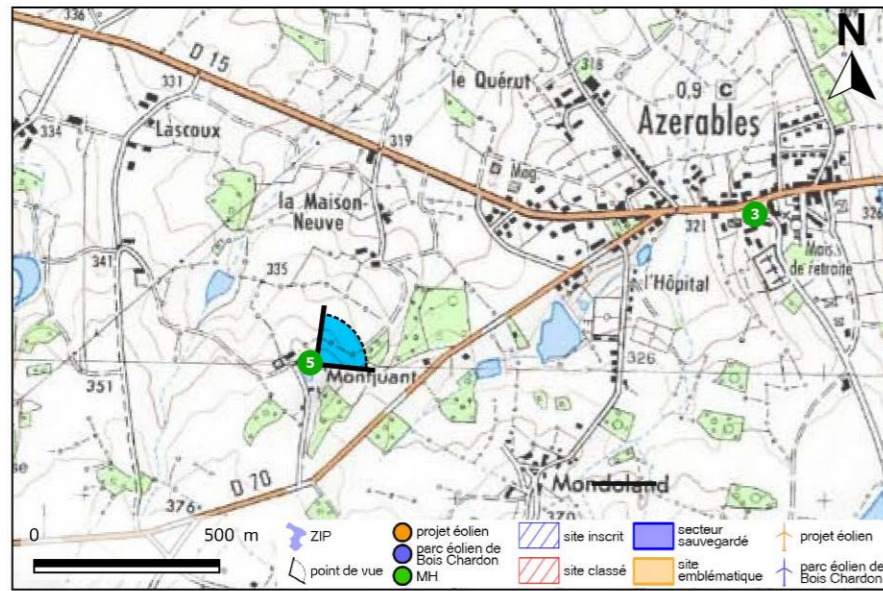 336
D 15
331
334
Lascoux
319
le Quérut
318
0,9 C
Azerables
N
Mag
la Maison-
Neuve
341
335
321
3
326
Mais.
de retraite
l'Hôpital
326
5
Montjuant
351
376
D 70
Mondoland
370
0 500 m
ZIP
point de vue
projet éolien
parc éolien de
Bois Chardon
MH
site inscrit
site classé
secteur
sauvegardé
site
emblématique
projet éolien
parc éolien de
Bois Chardon